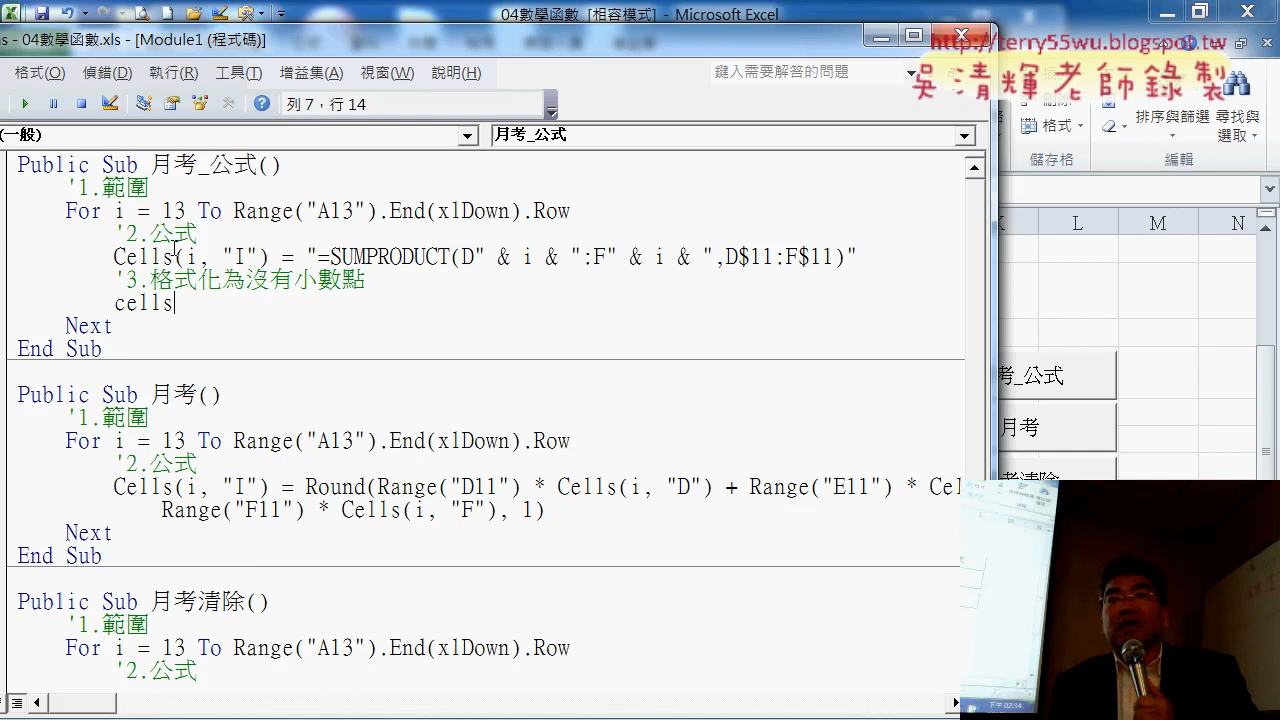 04數學函數 [相容模式] - Microsoft Excel
s - 04數學函數.xls - [Module1 (程式碼)]
http://terry55wu.blogspot.tw
吳清輝老師錄製
格式(O) 偵錯(D) 執行(R) 工具(T) 增益集(A) 視窗(W) 說明(H)
鍵入需要解答的問題
列 7，行 14
格式
排序與篩選
尋找與
選取
儲存格
編輯
(一般)
月考_公式
Public Sub 月考_公式()
'1.範圍
For i = 13 To Range("A13").End(xlDown).Row
'2.公式
Cells(i, "I") = "=SUMPRODUCT(D" & i & ":F" & i & ",D$11:F$11)"
'3.格式化為沒有小數點
cells
Next
End Sub
Public Sub 月考()
'1.範圍
For i = 13 To Range("A13").End(xlDown).Row
'2.公式
Cells(i, "I") = Round(Range("D11") * Cells(i, "D") + Range("E11") * Cel
Range("F11") * Cells(i, "F"), 1)
Next
End Sub
Public Sub 月考清除()
'1.範圍
For i = 13 To Range("A13").End(xlDown).Row
'2.公式
K L M N
考_公式
月考
下午 02:34